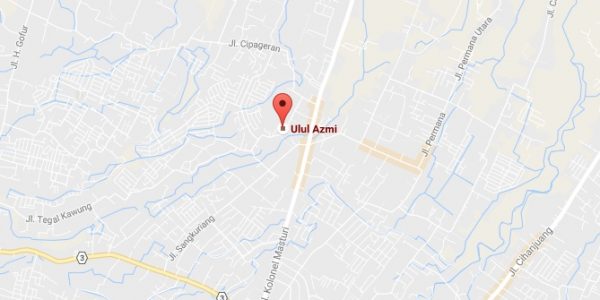 Jl. Cipageran
Jl. H. Gofur
Jl. Permana Utara
Ulul Azmi
Jl. Permana
Jl. Tegal Kawung
Jl. Sangkuriang
3
3
Kolonel Masturi
Jl. Cihanjuang